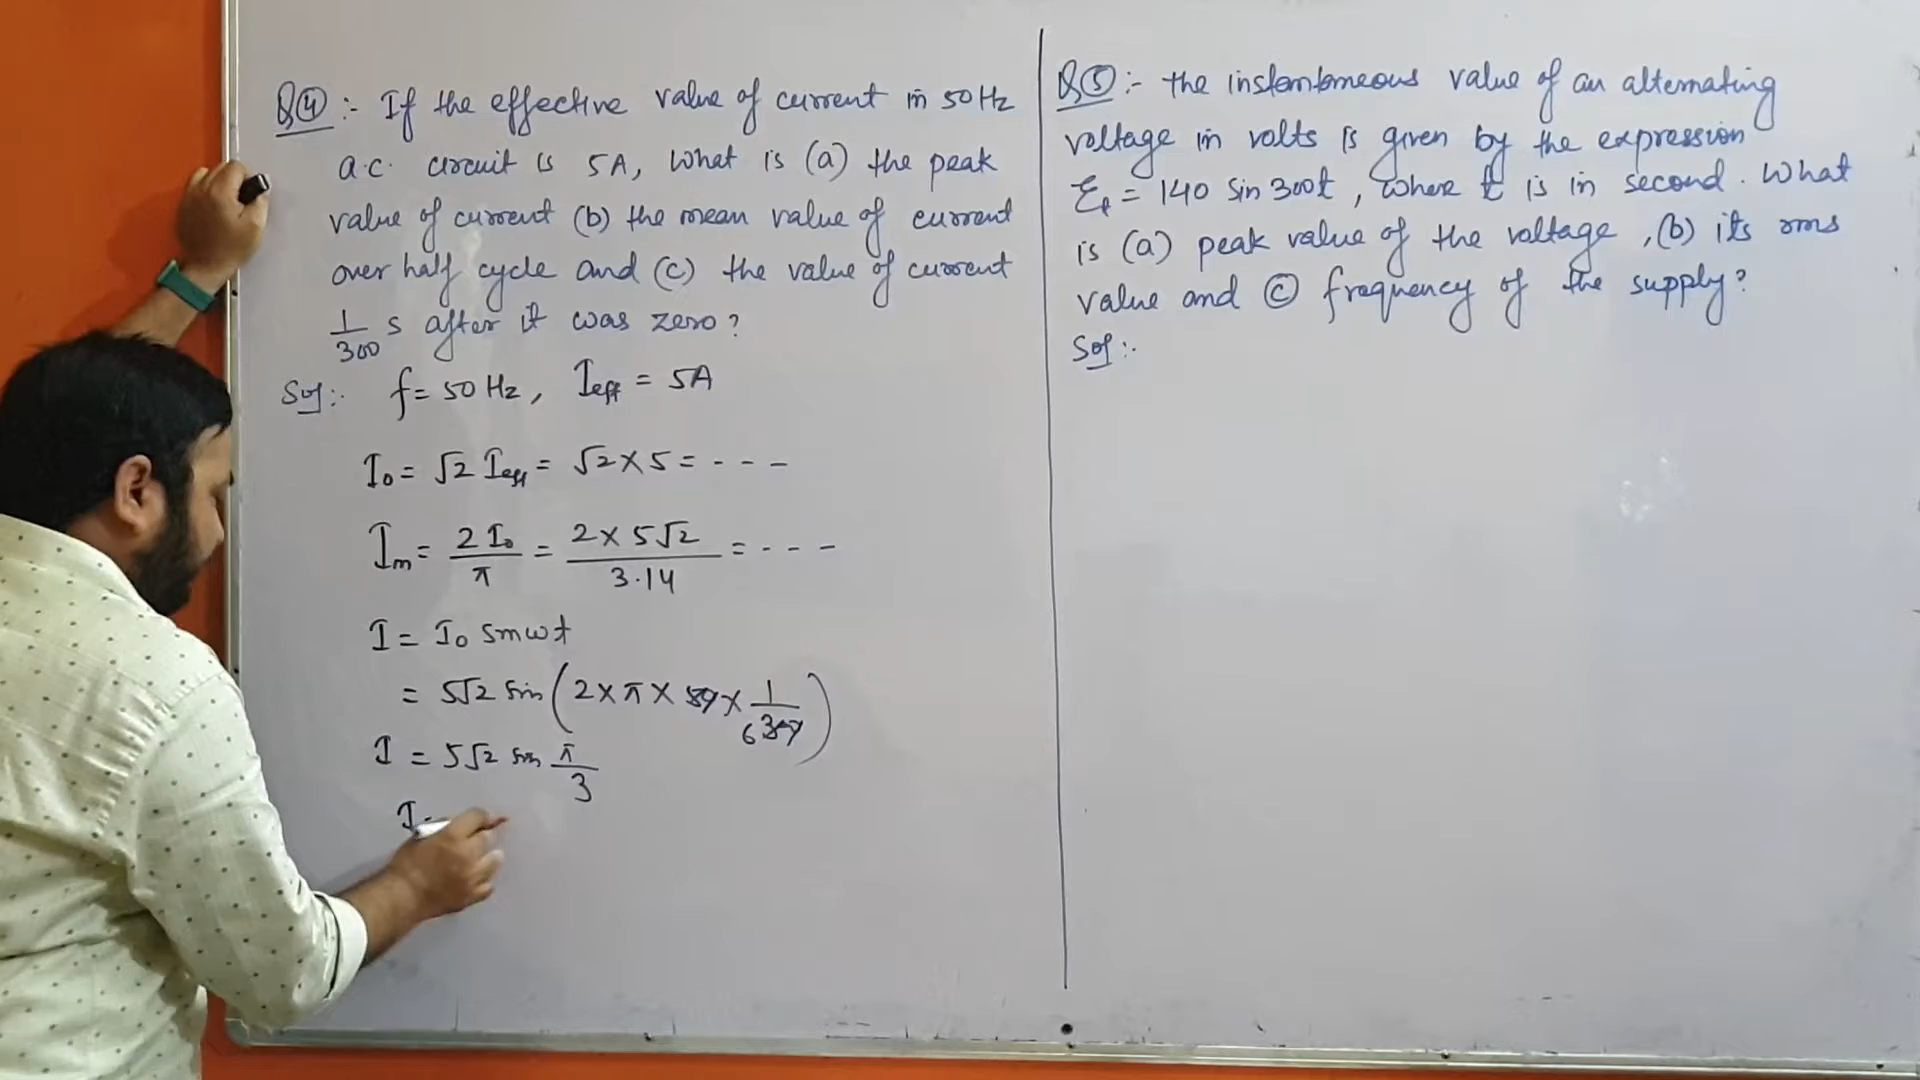 Q④:- If the effective value of current in 50 Hz
a.c. circuit is 5A, What is (a) the peak
value of current (b) the mean value of current
over half cycle and (c) the value of current
1/300 s after it was zero?
Sol:- f = 50 Hz, Ieff = 5A
I₀ = √2 Ieff = √2 × 5 = - - -
Im = 2 I₀/π = 2 × 5√2/3.14 = - - -
I = I₀ sin ωt
= 5√2 sin (2 × π × 50 × 1/300) 6
I = 5√2 sin π/3
I =
Q⑤:- the instantaneous value of an alternating
voltage in volts is given by the expression
Et = 140 sin 300t, where t is in second. What
is (a) peak value of the voltage, (b) its rms
value and ⓒ frequency of the supply?
Sol:-